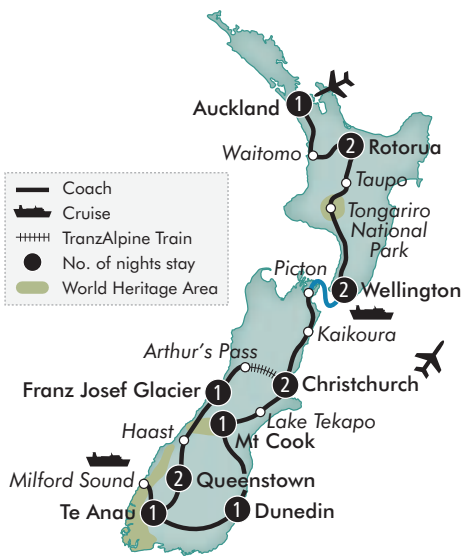 Auckland 1
Waitomo
2 Rotorua
Taupo
Tongariro
National
Park
Coach
Cruise
TranzAlpine Train
No. of nights stay
World Heritage Area
Picton
2 Wellington
Kaikoura
Arthur's Pass
Franz Josef Glacier 1
2 Christchurch
Lake Tekapo
1
Mt Cook
Haast
Milford Sound
2 Queenstown
Te Anau 1
1 Dunedin